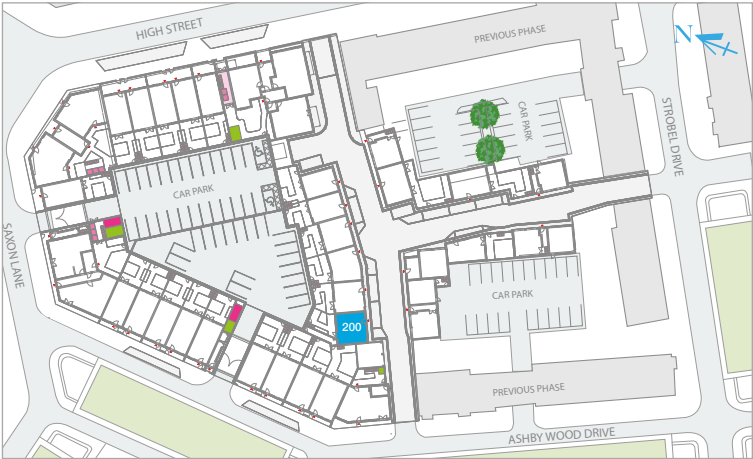 HIGH STREET
PREVIOUS PHASE
N
CAR PARK
STROBEL DRIVE
CAR PARK
SAXON LANE
CAR PARK
200
PREVIOUS PHASE
ASHBY WOOD DRIVE